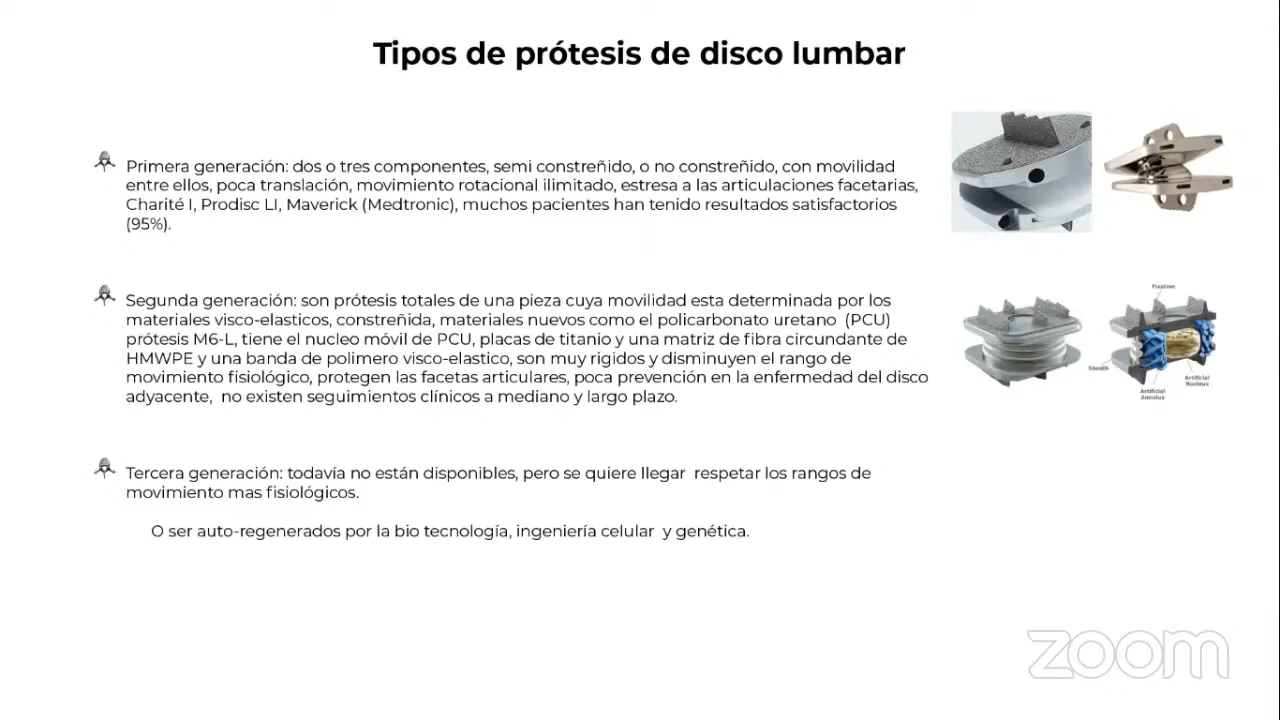 Tipos de prótesis de disco lumbar
Primera generación: dos o tres componentes, semi constreñido, o no constreñido, con movilidad
entre ellos, poca translación, movimiento rotacional ilimitado, estresa a las articulaciones facetarias,
Charité I, Prodisc LI, Maverick (Medtronic), muchos pacientes han tenido resultados satisfactorios
(95%).
Segunda generación: son prótesis totales de una pieza cuya movilidad esta determinada por los
materiales visco-elasticos, constreñida, materiales nuevos como el policarbonato uretano (PCU)
prótesis M6-L, tiene el nucleo móvil de PCU, placas de titanio y una matriz de fibra circundante de
HMWPE y una banda de polimero visco-elastico, son muy rigidos y disminuyen el rango de
movimiento fisiológico, protegen las facetas articulares, poca prevención en la enfermedad del disco
adyacente, no existen seguimientos clínicos a mediano y largo plazo.
Fixation
Sheath
Artificial
Nucleus
Artificial
Annulus
Tercera generación: todavía no están disponibles, pero se quiere llegar respetar los rangos de
movimiento mas fisiológicos.
O ser auto-regenerados por la bio tecnología, ingeniería celular y genética.
zoom